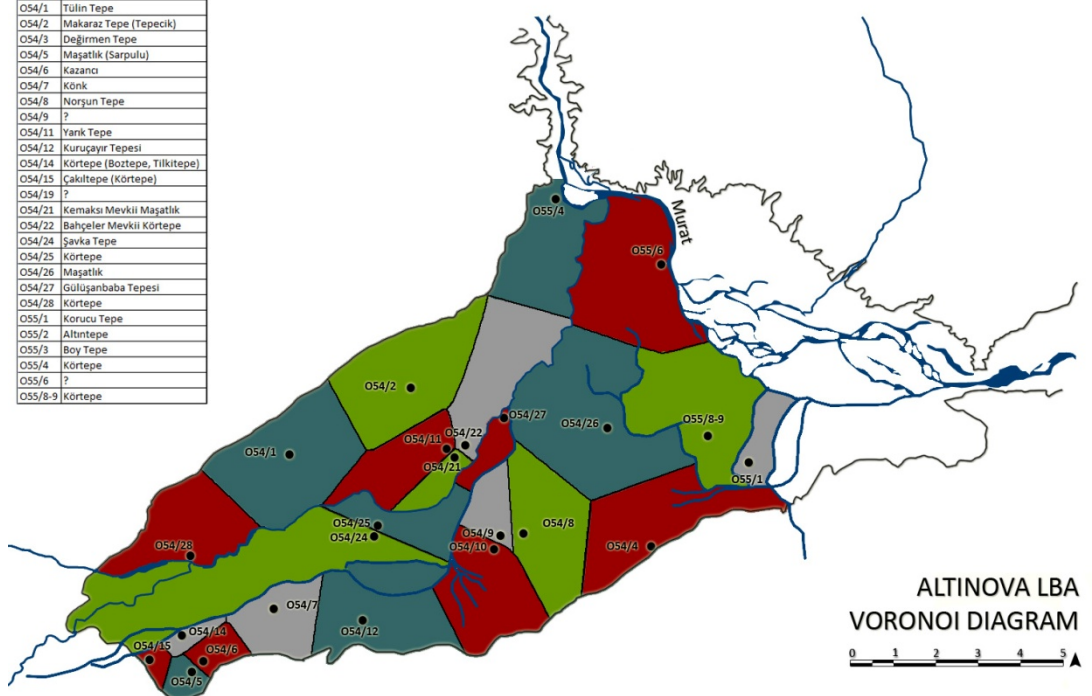 O54/1 Tülin Tepe
O54/2 Makaraz Tepe (Tepecik)
O54/3 Değirmen Tepe
O54/5 Maşatlık (Sarpulu)
O54/6 Kazancı
O54/7 Könk
O54/8 Norşun Tepe
O54/9 ?
O54/11 Yarık Tepe
O54/12 Kuruçayır Tepesi
O54/14 Körtepe (Boztepe, Tilkitepe)
O54/15 Çakıltepe (Körtepe)
O54/19 ?
O54/21 Kemaksı Mevkii Maşatlık
O54/22 Bahçeler Mevkii Körtepe
O54/24 Şavka Tepe
O54/25 Körtepe
O54/26 Maşatlık
O54/27 Gülüşanbaba Tepesi
O54/28 Körtepe
O55/1 Korucu Tepe
O55/2 Altıntepe
O55/3 Boy Tepe
O55/4 Körtepe
O55/6 ?
O55/8-9 Körtepe
O55/4
Murat
O55/6
O54/2
O54/27
O54/26
O55/8-9
O54/22
O54/11
O54/21
O54/1
O55/1
O54/25
O54/24
O54/9
O54/8
O54/10
O54/4
O54/28
O54/7
O54/12
O54/14
O54/15
O54/6
O54/5
ALTINOVA LBA
VORONOI DIAGRAM
0 1 2 3 4 5